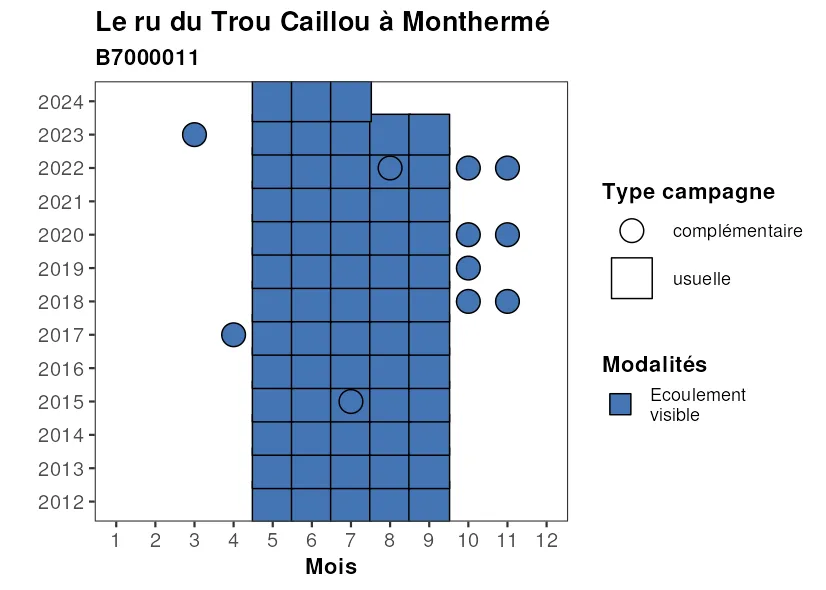 Le ru du Trou Caillou à Monthermé
B7000011
2024
2023
2022
2021
2020
2019
2018
2017
2016
2015
2014
2013
2012
1 2 3 4 5 6 7 8 9 10 11 12
Mois
Type campagne
complémentaire
usuelle
Modalités
Ecoulement
visible